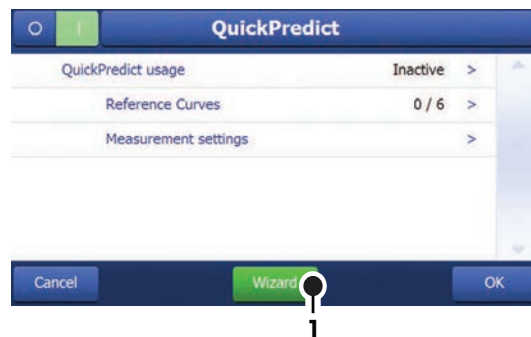 O I QuickPredict
QuickPredict usage Inactive >
Reference Curves 0 / 6 >
Measurement settings >
Cancel Wizard OK
1